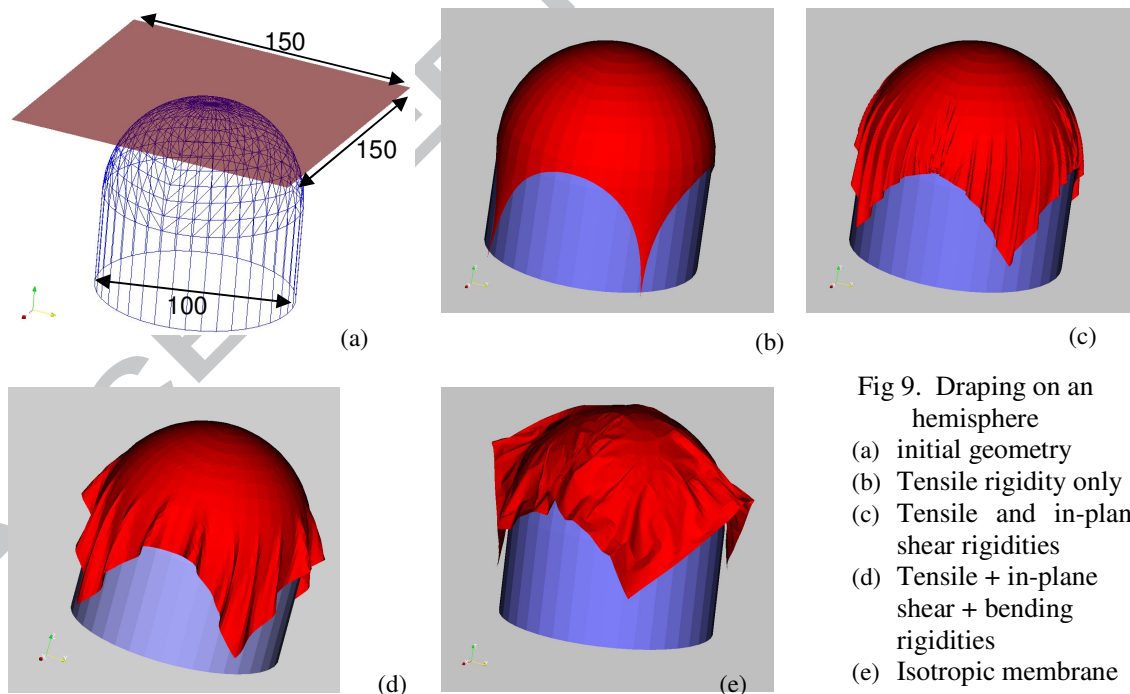 150
150
100
(a)
(b)
(c)
Fig 9. Draping on an
hemisphere
(a) initial geometry
(b) Tensile rigidity only
(c) Tensile and in-plan
shear rigidities
(d) Tensile + in-plane
shear + bending
rigidities
(e) Isotropic membrane
(d)
(e)